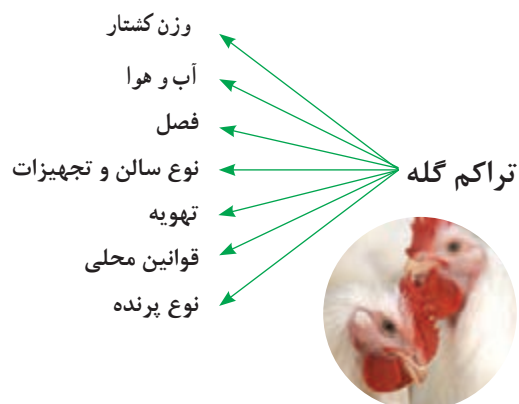 تراکم گله
وزن کشتار
آب و هوا
فصل
نوع سالن و تجهیزات
تهویه
قوانین محلی
نوع پرنده